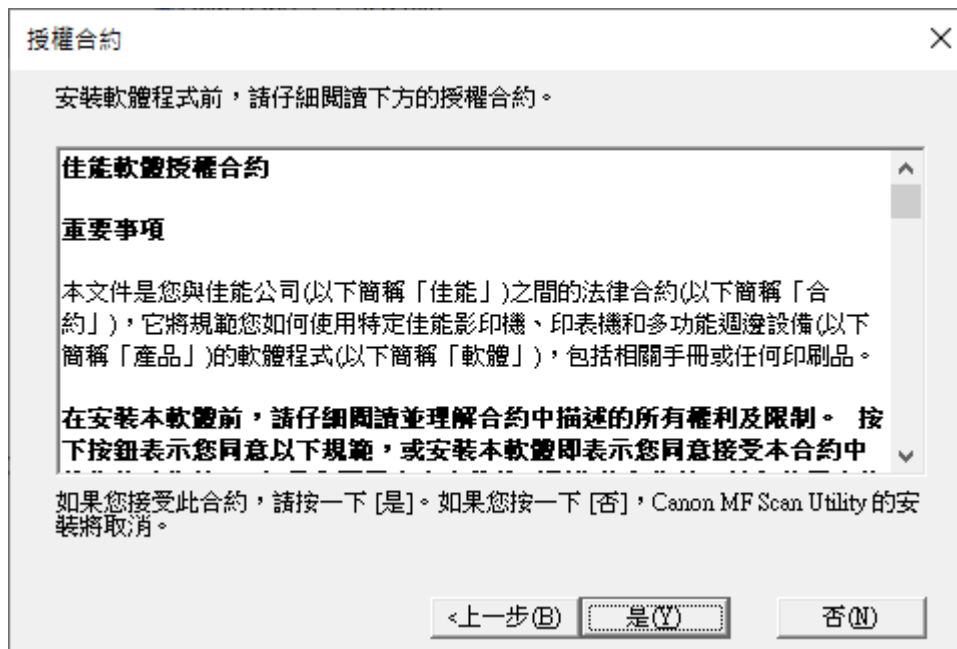 授權合約
安裝軟體程式前，請仔細閱讀下方的授權合約。
佳能軟體授權合約
重要事項
本文件是您與佳能公司(以下簡稱「佳能」)之間的法律合約(以下簡稱「合
約」)，它將規範您如何使用特定佳能影印機、印表機和多功能週邊設備(以下
簡稱「產品」)的軟體程式(以下簡稱「軟體」)，包括相關手冊或任何印刷品。
在安裝本軟體前，請仔細閱讀並理解合約中描述的所有權利及限制。 按
下按鈕表示您同意以下規範，或安裝本軟體即表示您同意接受本合約中
如果您接受此合約，請按一下 [是]。如果您按一下 [否]，Canon MF Scan Utility 的安
裝將取消。
<上一步(B)
是(Y)
否(N)